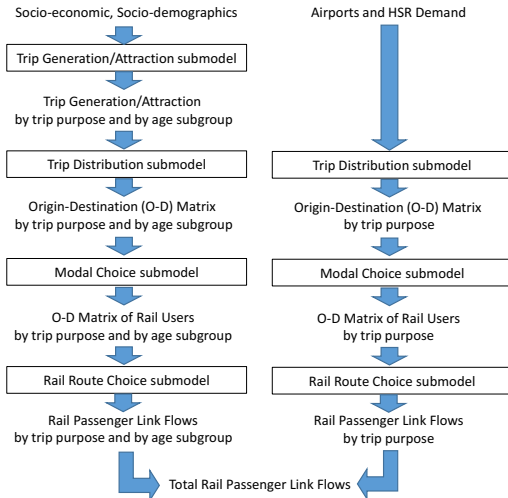 Socio-economic, Socio-demographics
Trip Generation/Attraction submodel
Trip Generation/Attraction
by trip purpose and by age subgroup
Trip Distribution submodel
Origin-Destination (O-D) Matrix
by trip purpose and by age subgroup
Modal Choice submodel
O-D Matrix of Rail Users
by trip purpose and by age subgroup
Rail Route Choice submodel
Rail Passenger Link Flows
by trip purpose and by age subgroup
Airports and HSR Demand
Trip Distribution submodel
Origin-Destination (O-D) Matrix
by trip purpose
Modal Choice submodel
O-D Matrix of Rail Users
by trip purpose
Rail Route Choice submodel
Rail Passenger Link Flows
by trip purpose
Total Rail Passenger Link Flows